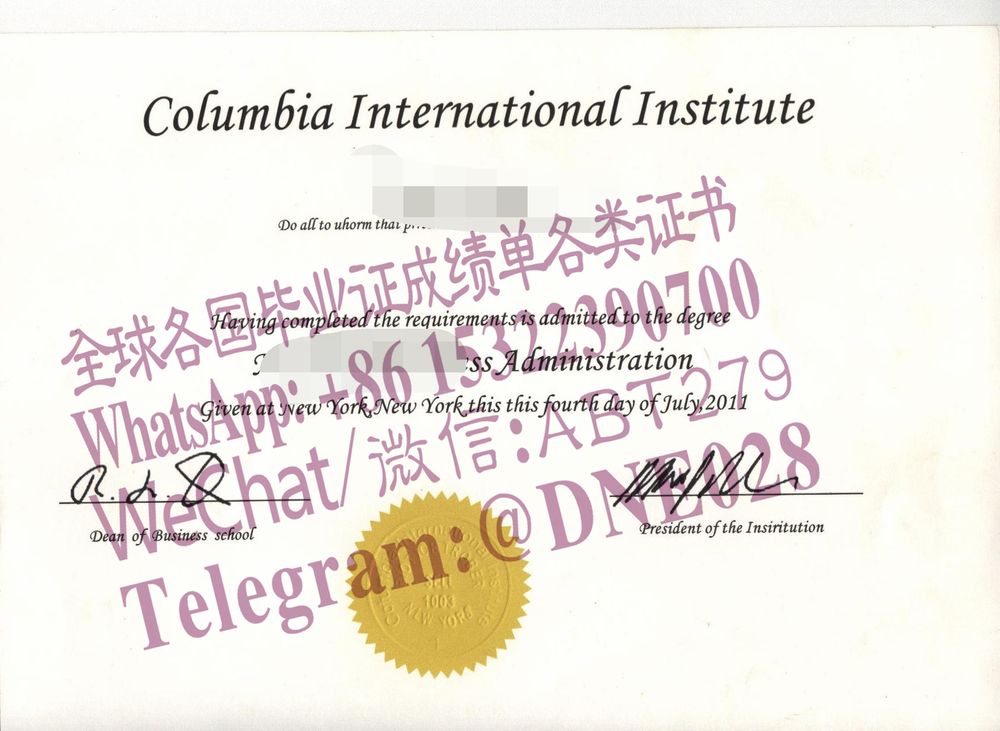 Columbia International Institute
Do all to uhorm that
全球各国毕业证成绩单各类证书
Having completed the requirements is admitted to the degree
Administration
WhatsApp: +86 15322390700
Given at New York,New York,this this fourth day of July,2011
WeChat/微信:ABT279
Dean of Business school
President of the Insiritution
Telegram:@DNE028
1003
NEW YORK